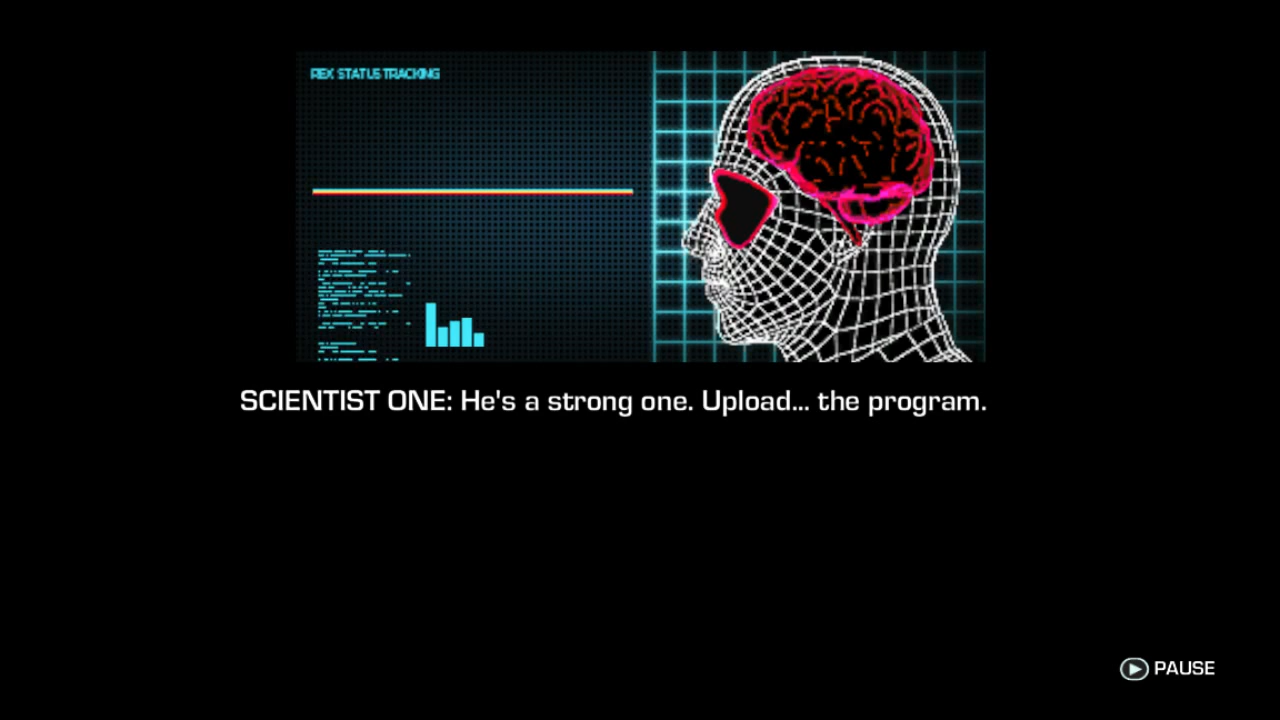 REX STATUS TRACKING
SCIENTIST ONE: He's a strong one. Upload... the program.
PAUSE